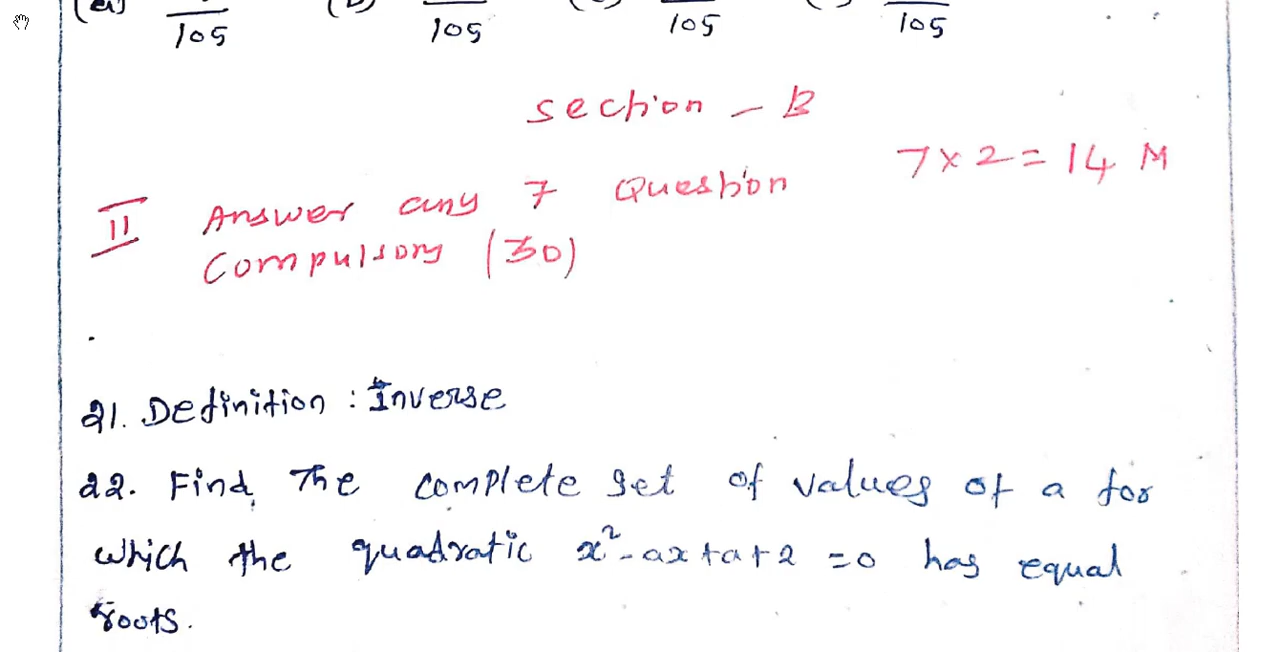 105 105 105 105
Section - B
7 x 2 = 14 M
II Answer any 7 Question
Compulsory (30)
21. Definition : Inverse
22. Find The complete set of values of a for
which the quadratic x²-ax+a+2 =0 has equal
roots.